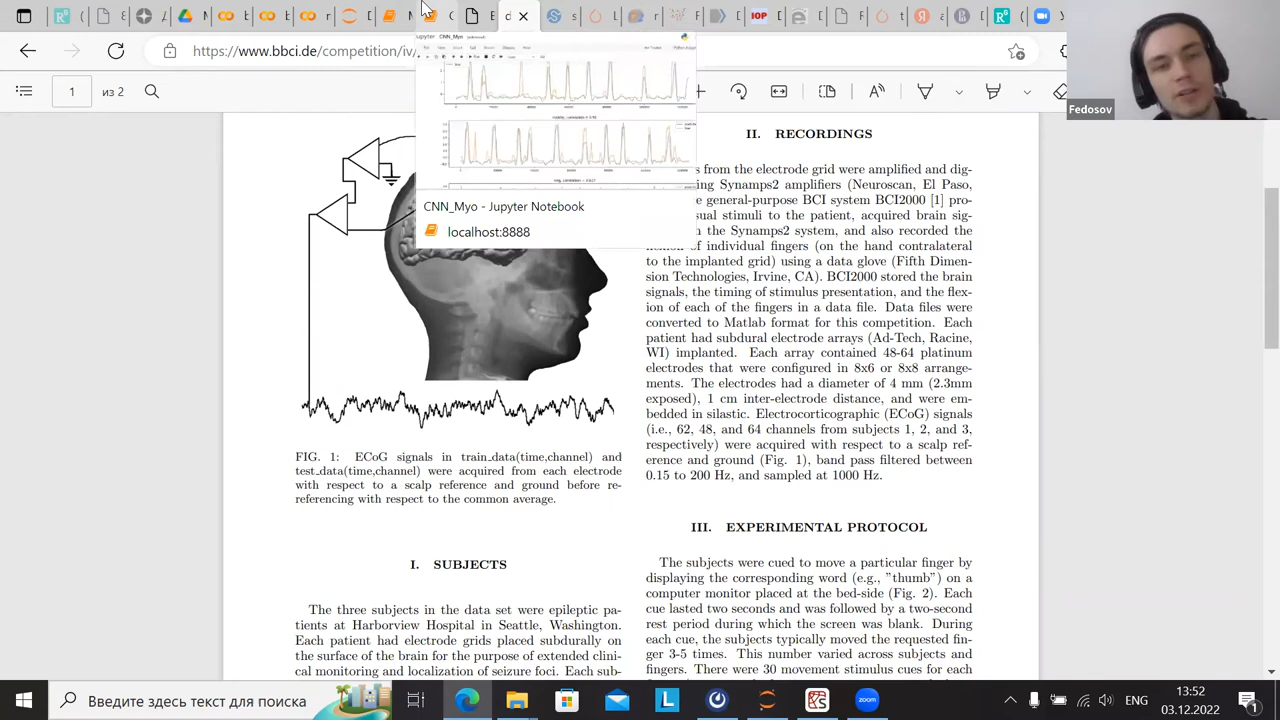 https://www.bbci.de/competition/iv/
1
из 2
upyter CNN_Myo
CNN_Myo - Jupyter Notebook
localhost:8888
Fedosov
FIG. 1: ECoG signals in train_data(time,channel) and
test_data(time,channel) were acquired from each electrode
with respect to a scalp reference and ground before re-
referencing with respect to the common average.
I. SUBJECTS
The three subjects in the data set were epileptic pa-
tients at Harborview Hospital in Seattle, Washington.
Each patient had electrode grids placed subdurally on
the surface of the brain for the purpose of extended clini-
cal monitoring and localization of seizure foci. Each sub-
II. RECORDING
s from the electrode grid were amplified and dig-
ng Synamps2 amplifiers (Neuroscan, El Paso,
e general-purpose BCI system BCI2000 [1] pro-
sual stimuli to the patient, acquired brain sig-
n the Synamps2 system, and also recorded the
flexion of individual fingers (on the hand contralateral
to the implanted grid) using a data glove (Fifth Dimen-
sion Technologies, Irvine, CA). BCI2000 stored the brain
signals, the timing of stimulus presentation, and the flex-
ion of each of the fingers in a data file. Data files were
converted to Matlab format for this competition. Each
patient had subdural electrode arrays (Ad-Tech, Racine,
WI) implanted. Each array contained 48-64 platinum
electrodes that were configured in 8x6 or 8x8 arrange-
ments. The electrodes had a diameter of 4 mm (2.3mm
exposed), 1 cm inter-electrode distance, and were em-
bedded in silastic. Electrocorticographic (ECoG) signals
(i.e., 62, 48, and 64 channels from subjects 1, 2, and 3,
respectively) were acquired with respect to a scalp ref-
erence and ground (Fig. 1), band pass filtered between
0.15 to 200 Hz, and sampled at 1000 Hz.
III. EXPERIMENTAL PROTOCOL
The subjects were cued to move a particular finger by
displaying the corresponding word (e.g., "thumb") on a
computer monitor placed at the bed-side (Fig. 2). Each
cue lasted two seconds and was followed by a two-second
rest period during which the screen was blank. During
each cue, the subjects typically moved the requested fin-
ger 3-5 times. This number varied across subjects and
fingers. There were 30 movement stimulus cues for each
Введите здесь текст для поиска
zoom
ENG
13:52
03.12.2022